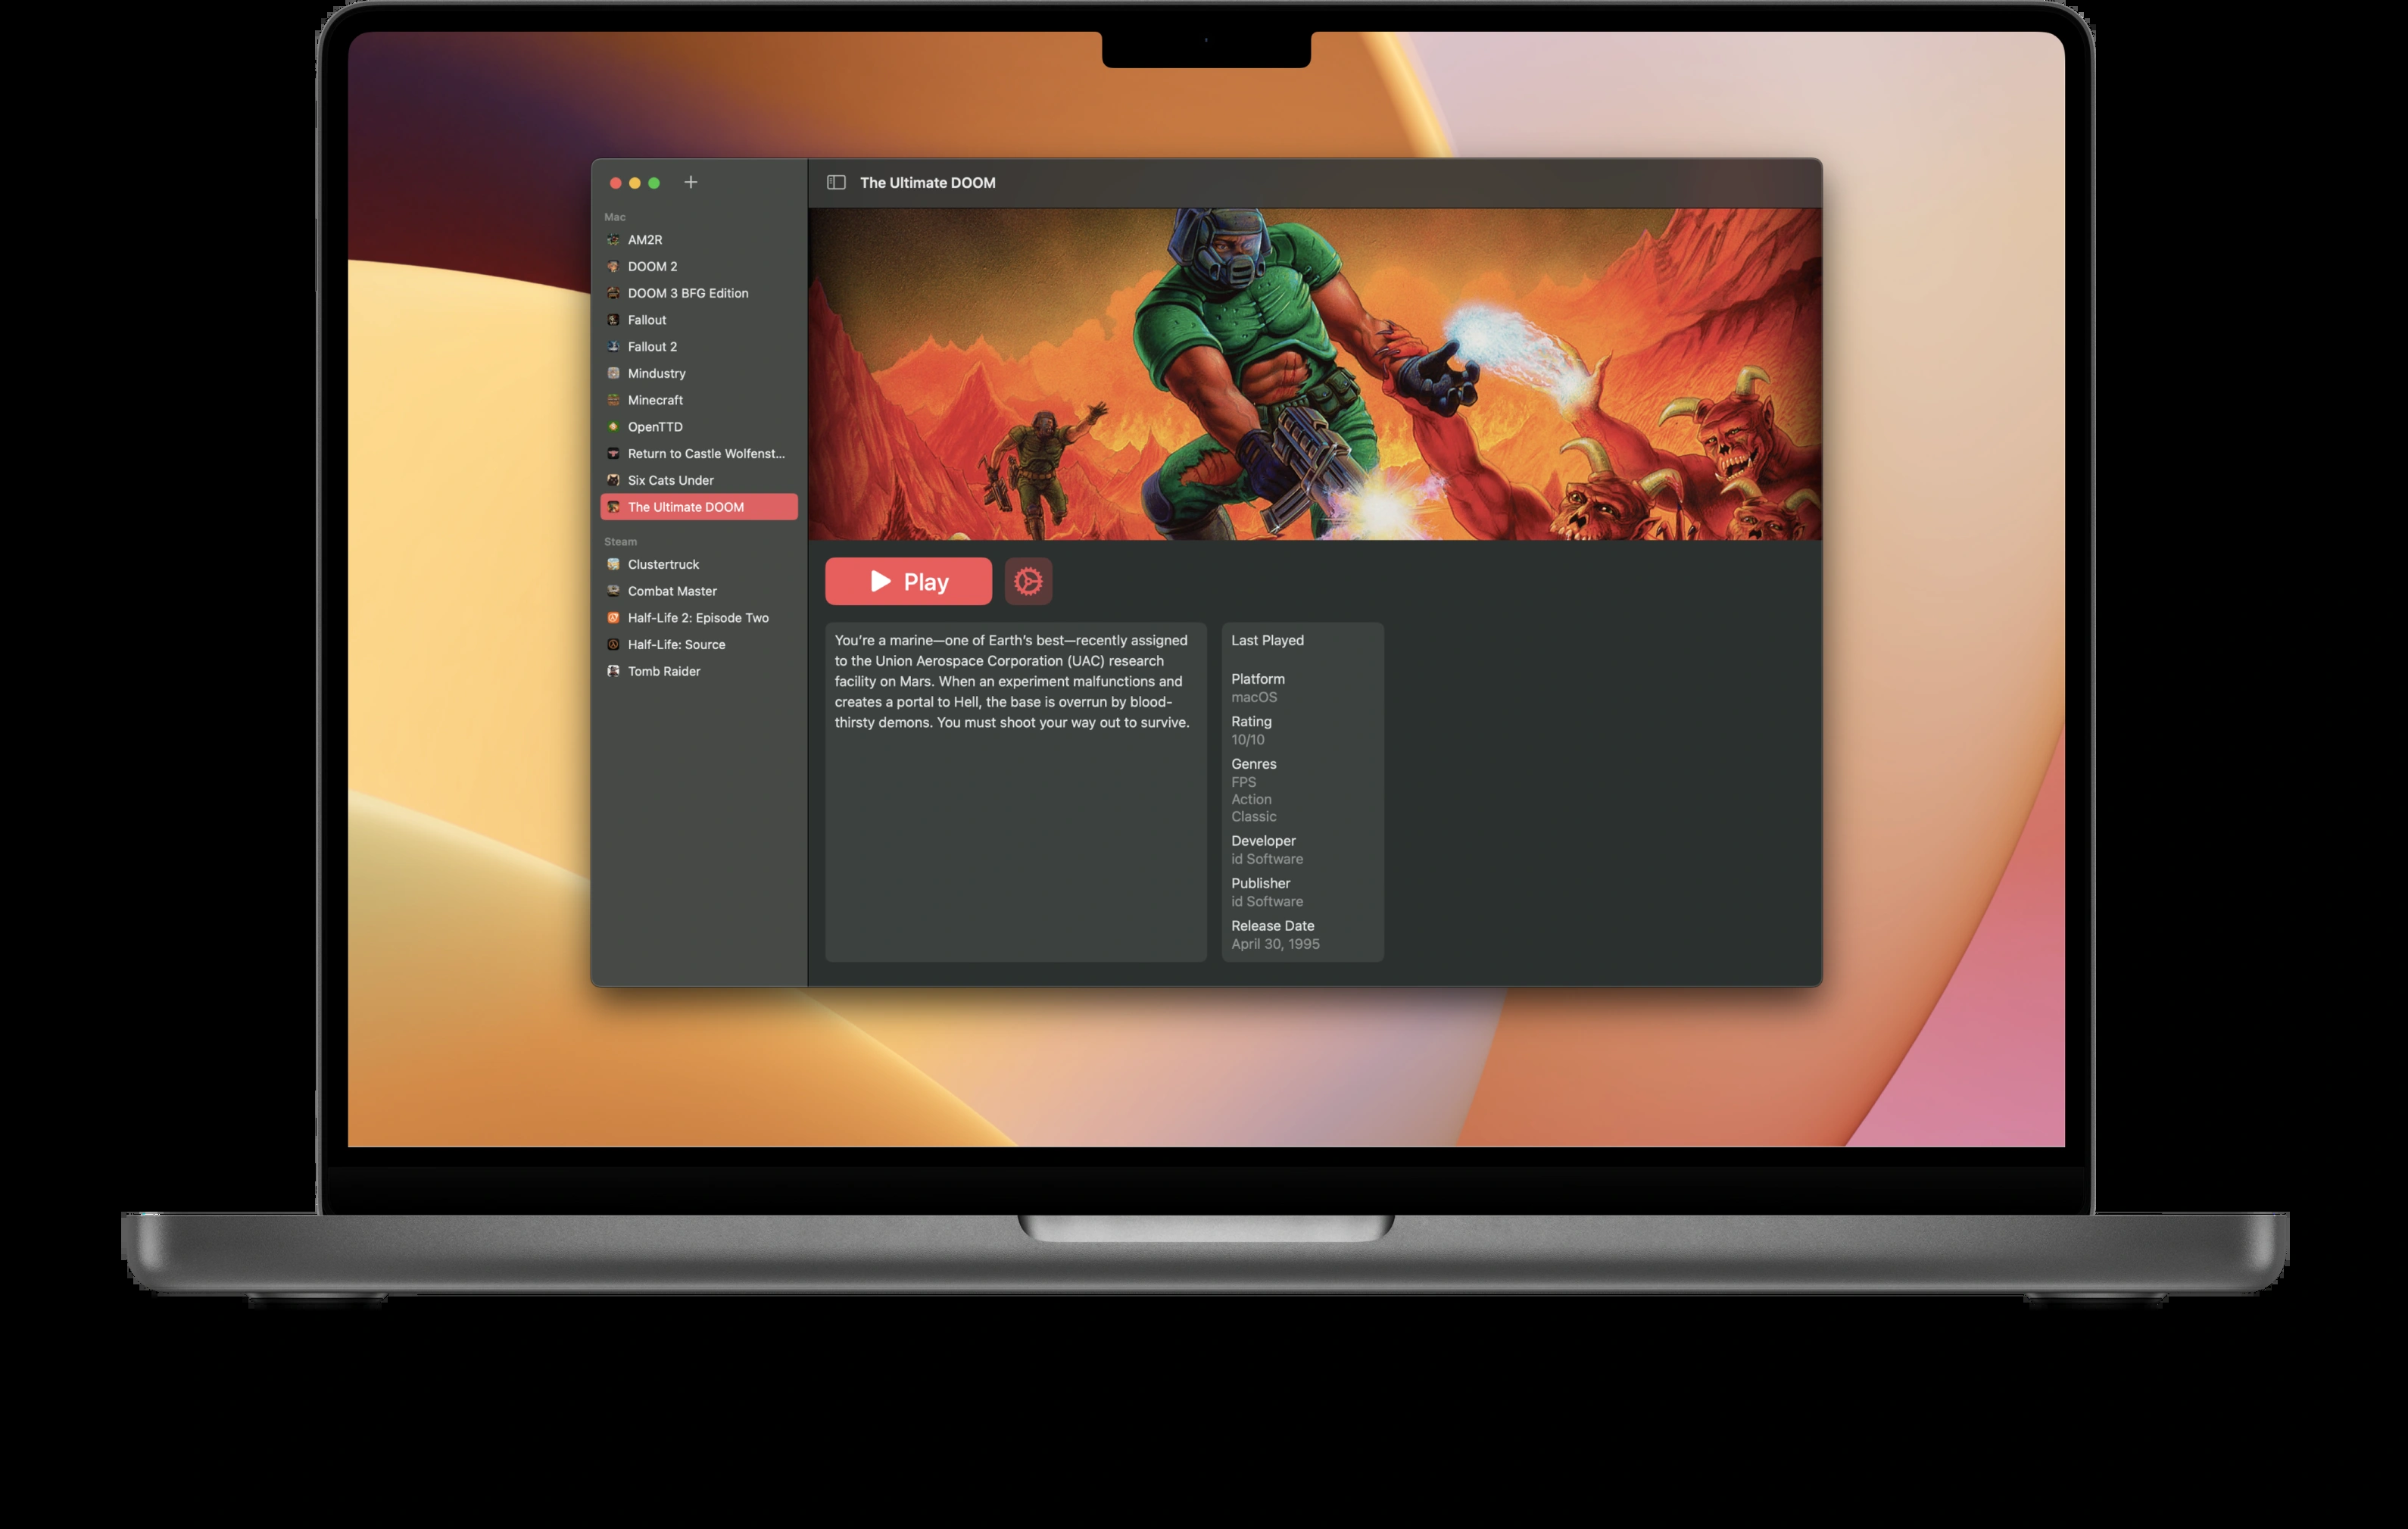 The Ultimate DOOM
Mac
AM2R
DOOM 2
DOOM 3 BFG Edition
Fallout
Fallout 2
Mindustry
Minecraft
OpenTTD
Return to Castle Wolfenst...
Six Cats Under
The Ultimate DOOM
Steam
Clustertruck
Combat Master
Half-Life 2: Episode Two
Half-Life: Source
Tomb Raider
Play
You’re a marine—one of Earth’s best—recently assigned
to the Union Aerospace Corporation (UAC) research
facility on Mars. When an experiment malfunctions and
creates a portal to Hell, the base is overrun by blood-
thirsty demons. You must shoot your way out to survive.
Last Played
Platform
macOS
Rating
10/10
Genres
FPS
Action
Classic
Developer
id Software
Publisher
id Software
Release Date
April 30, 1995